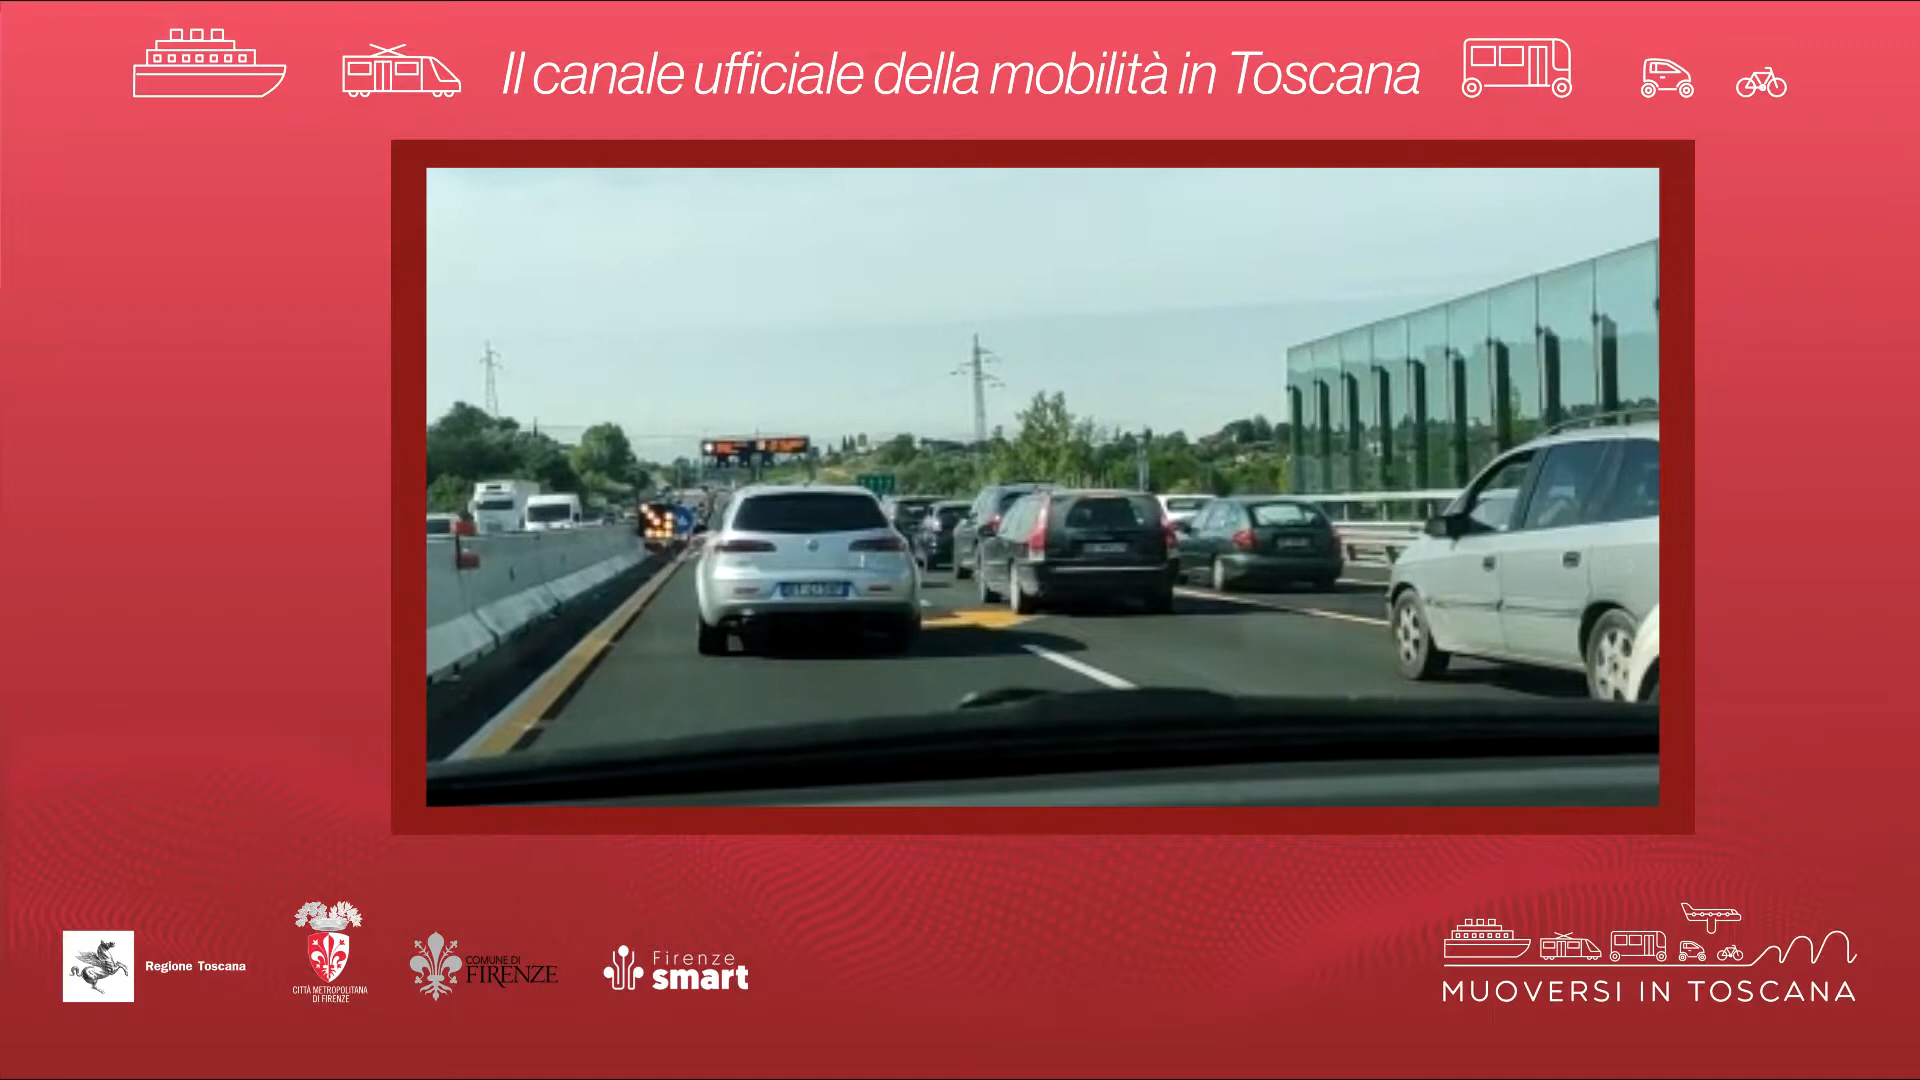 Il canale ufficiale della mobilità in Toscana
Regione Toscana
CITTÀ METROPOLITANA
DI FIRENZE
COMUNE DI
FIRENZE
Firenze
smart
MUOVERSI IN TOSCANA